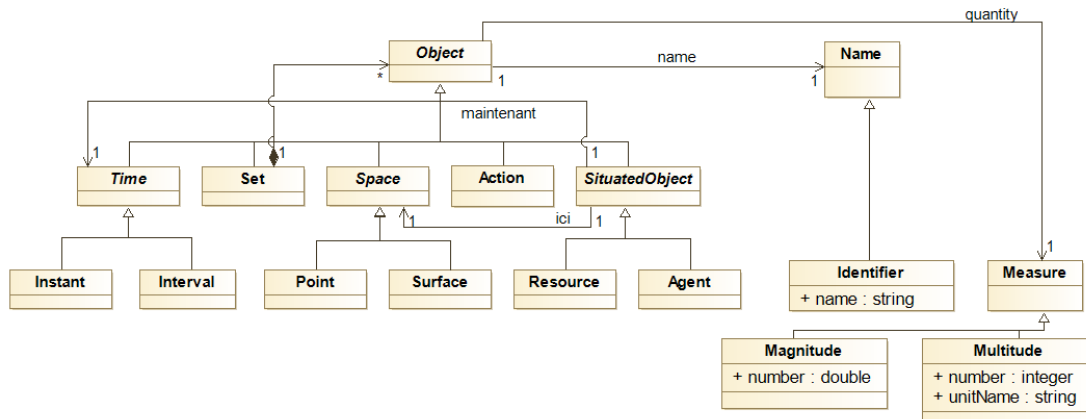 quantity
Object
name
Name
*
1
1
maintenant
1
1
1
Time
Set
Space
Action
SituatedObject
1
ici
1
1
Instant
Interval
Point
Surface
Resource
Agent
Identifier
+ name : string
Measure
Magnitude
+ number : double
Multitude
+ number : integer
+ unitName : string